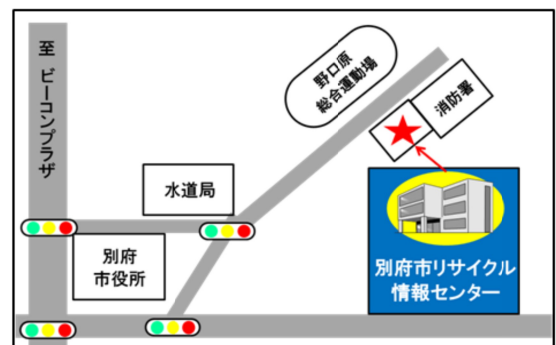 至 ビーコンプラザ
野口原
総合運動場
消防署
水道局
別府
市役所
別府市リサイクル
情報センター